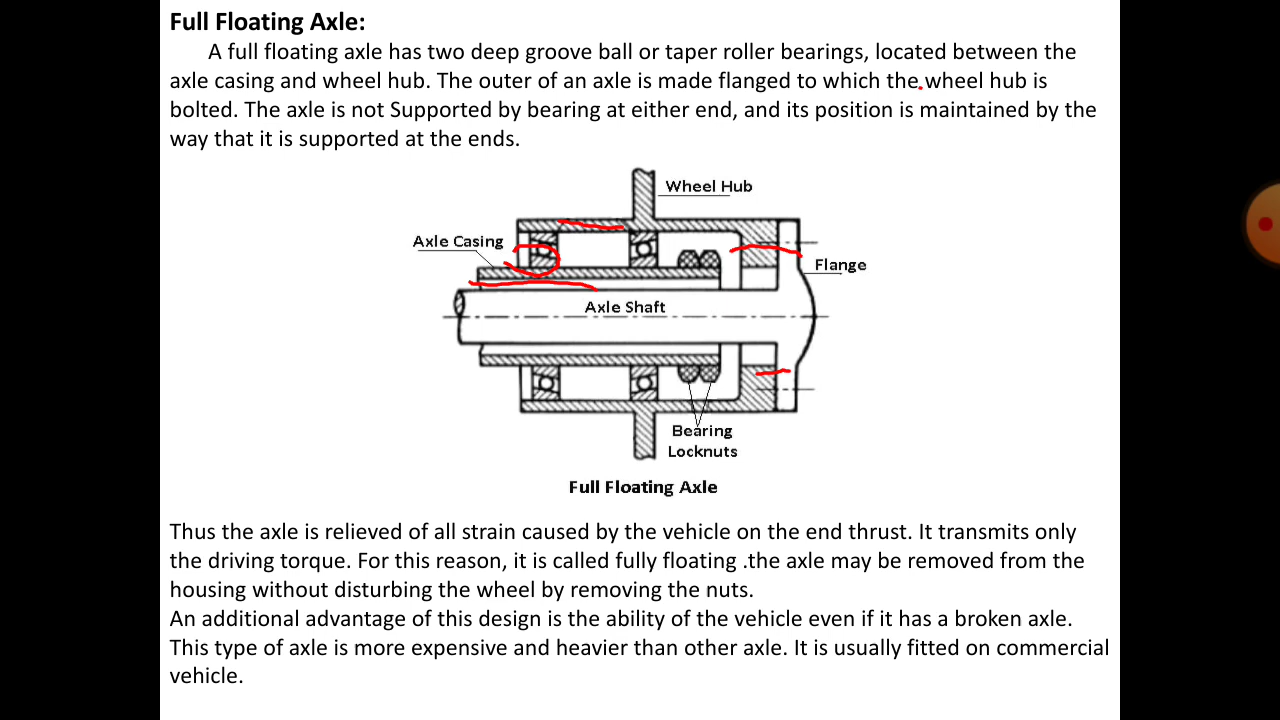 Full Floating Axle:
A full floating axle has two deep groove ball or taper roller bearings, located between the
axle casing and wheel hub. The outer of an axle is made flanged to which the wheel hub is
bolted. The axle is not Supported by bearing at either end, and its position is maintained by the
way that it is supported at the ends.
Wheel Hub
Axle Casing
Flange
Axle Shaft
Bearing
Locknuts
Full Floating Axle
Thus the axle is relieved of all strain caused by the vehicle on the end thrust. It transmits only
the driving torque. For this reason, it is called fully floating .the axle may be removed from the
housing without disturbing the wheel by removing the nuts.
An additional advantage of this design is the ability of the vehicle even if it has a broken axle.
This type of axle is more expensive and heavier than other axle. It is usually fitted on commercial
vehicle.